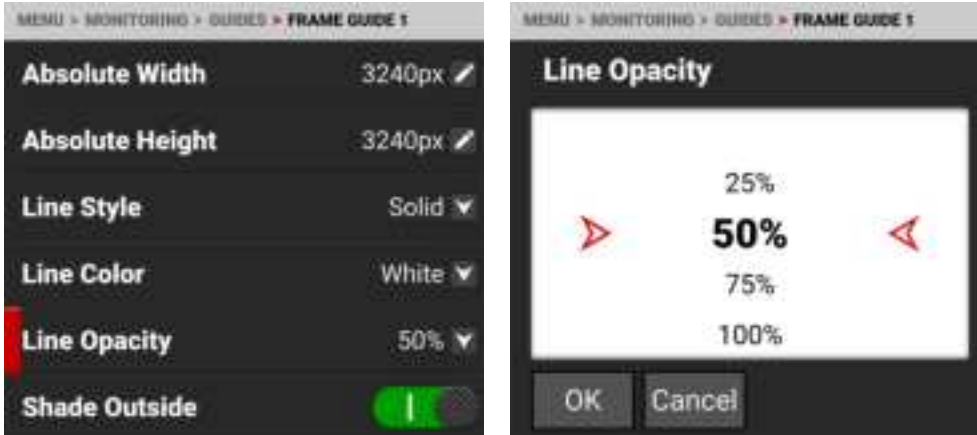 MENU > MONITORING > GUIDES > FRAME GUIDE 1
Absolute Width 3240px
Absolute Height 3240px
Line Style Solid
Line Color White
Line Opacity 50%
Shade Outside
MENU > MONITORING > GUIDES > FRAME GUIDE 1
Line Opacity
25%
50%
75%
100%
OK Cancel